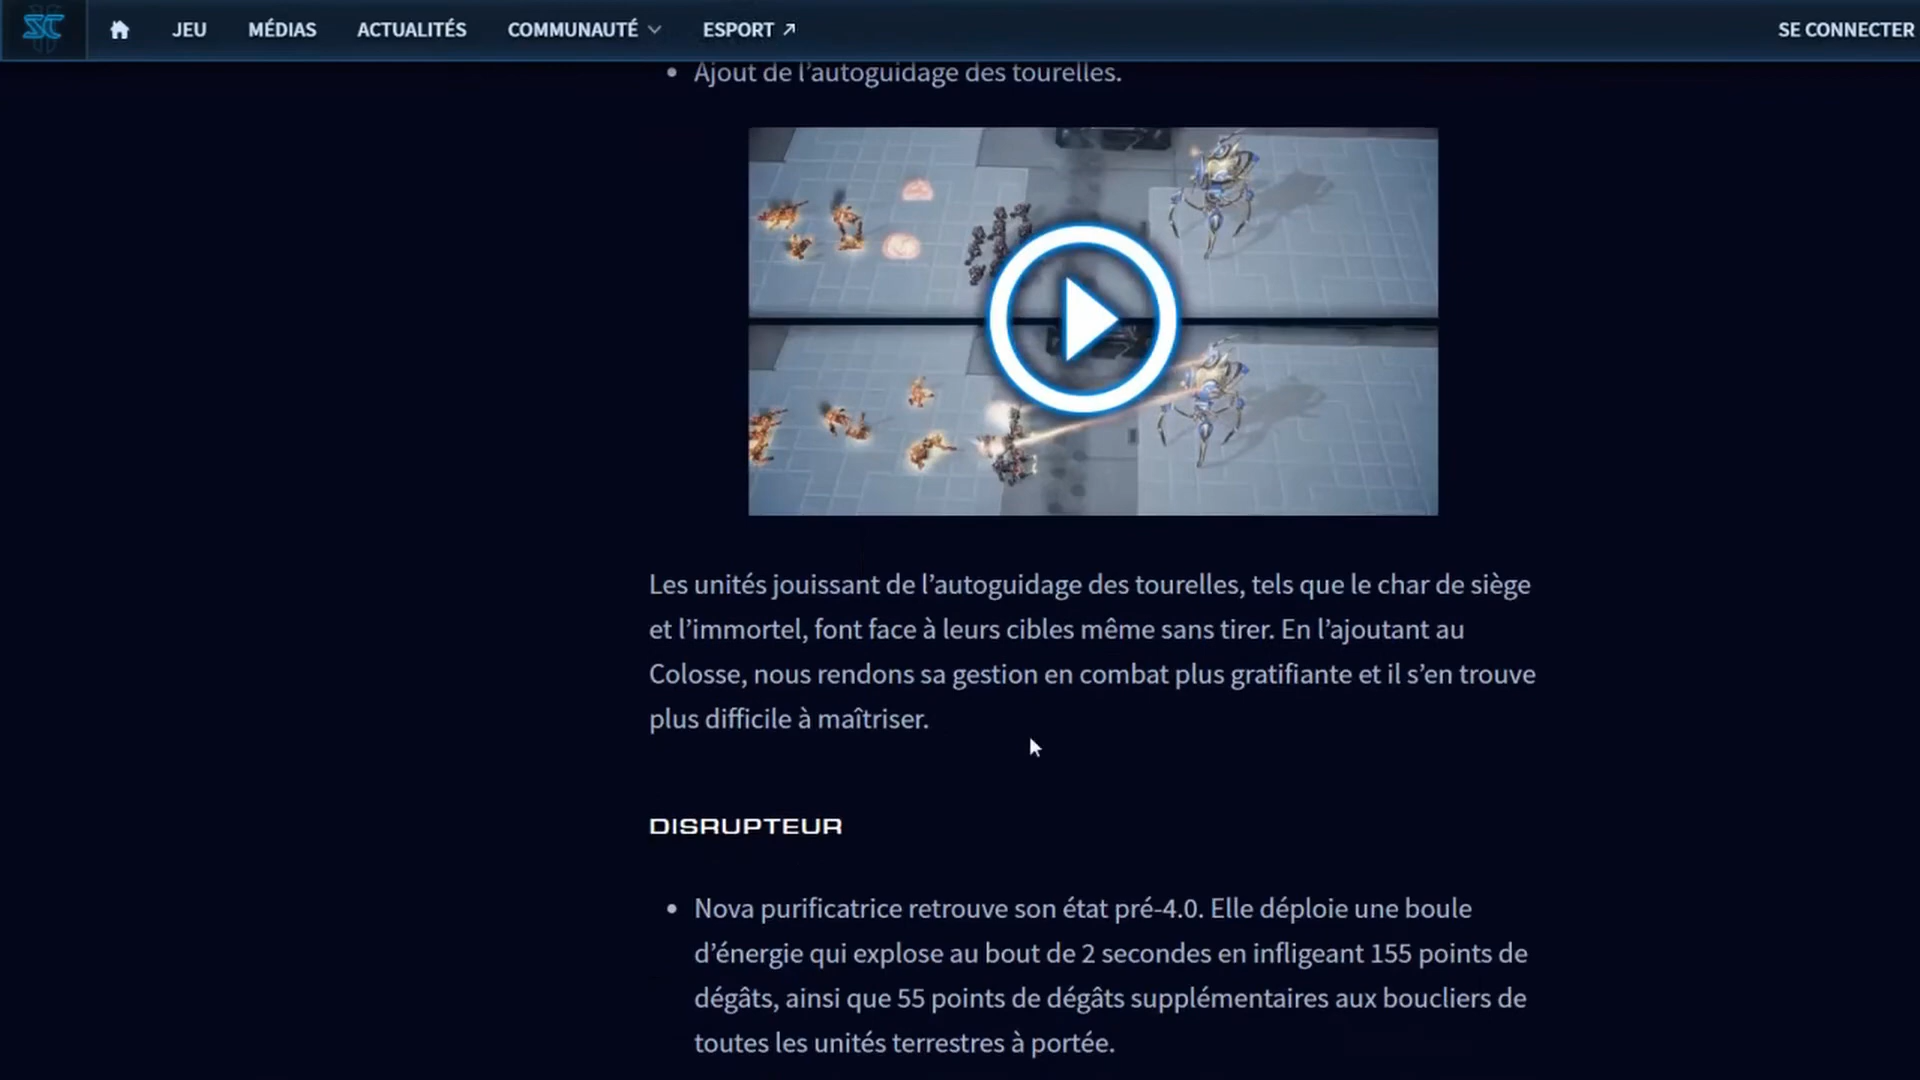 SC
JEU
MÉDIAS
ACTUALITÉS
COMMUNAUTÉ
ESPORT
SE CONNECTER
Ajout de l’autoguidage des tourelles.
Les unités jouissant de l’autoguidage des tourelles, tels que le char de siège
et l’immortel, font face à leurs cibles même sans tirer. En l’ajoutant au
Colosse, nous rendons sa gestion en combat plus gratifiante et il s’en trouve
plus difficile à maîtriser.
DISRUPTEUR
Nova purificatrice retrouve son état pré-4.0. Elle déploie une boule
d’énergie qui explose au bout de 2 secondes en infligeant 155 points de
dégâts, ainsi que 55 points de dégâts supplémentaires aux boucliers de
toutes les unités terrestres à portée.